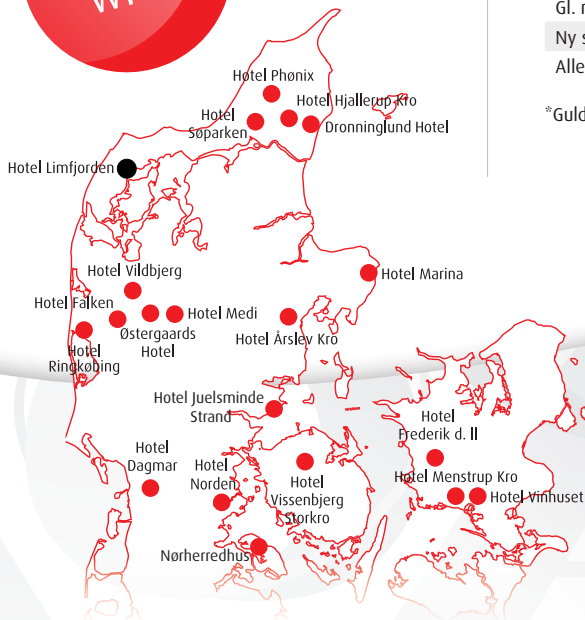 Gl. 
Ny s
Alle
*Guld
Hotel Phønix
Hotel Hjallerup Kro
Hotel
Søparken
Dronninglund Hotel
Hotel Limfjorden
Hotel Vildbjerg
Hotel Marina
Hotel Falken
Hotel Medi
Østergaards
Hotel
Hotel Årslev Kro
Hotel
Ringkøbing
Hotel Juelsminde
Strand
Hotel
Frederik d. II
Hotel
Dagmar
Hotel
Norden
Hotel
Vissenbjerg
Storkro
Hotel Menstrup Kro
Hotel Vinhuset
Nørherredhus